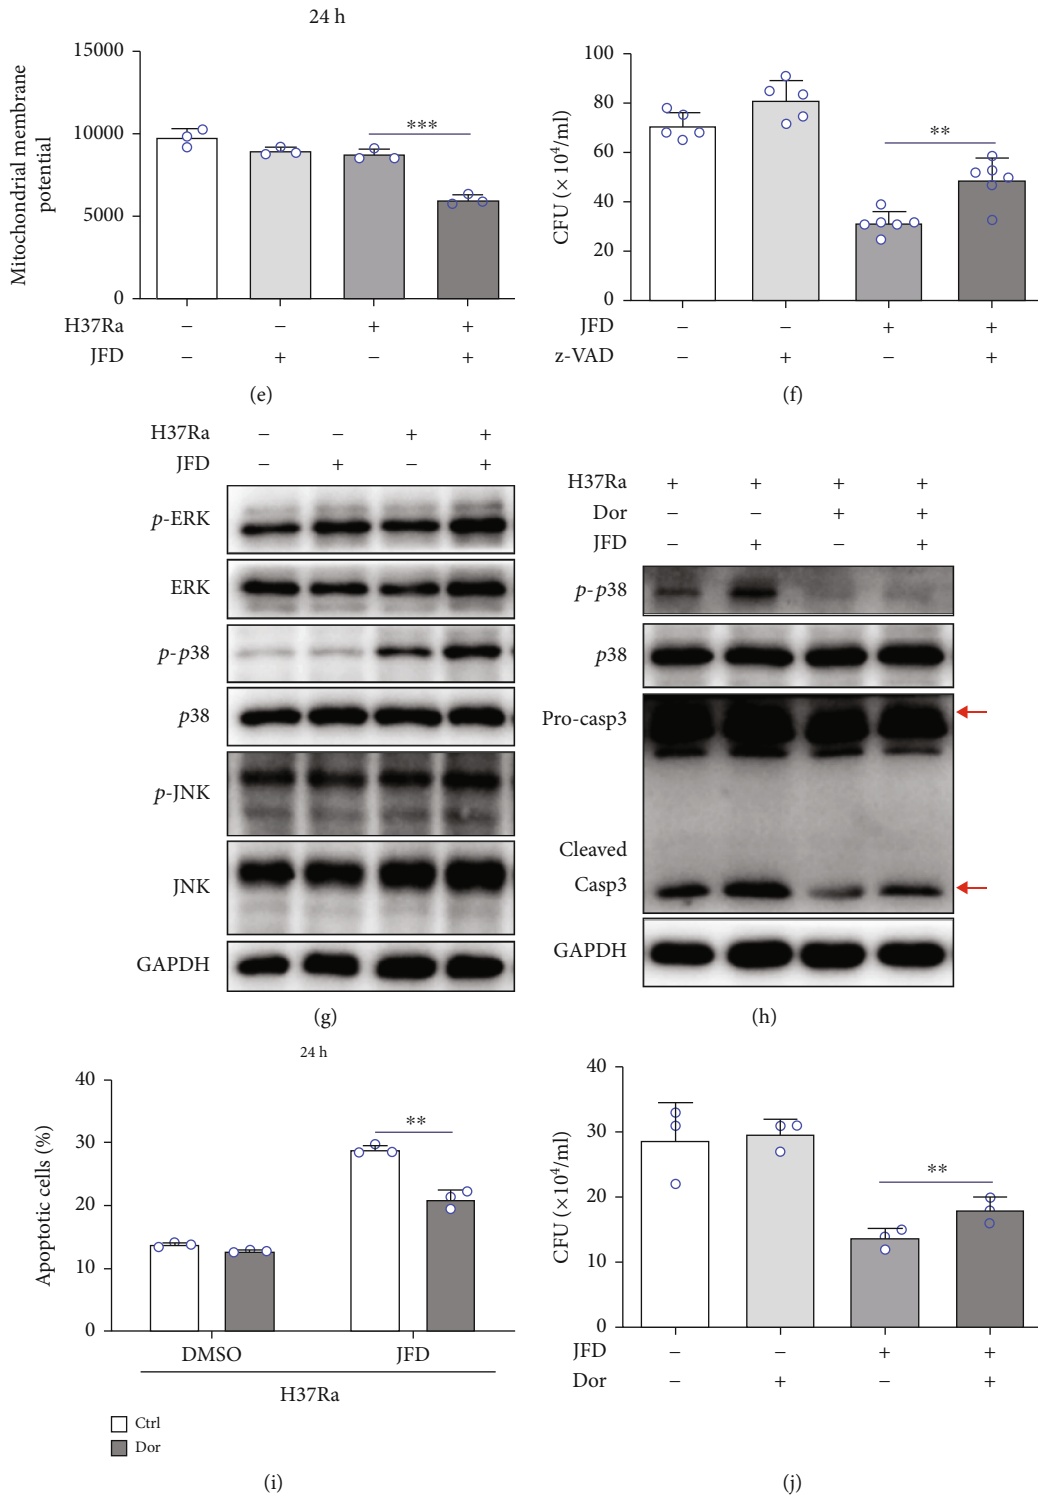 24 h
Mitochondrial membrane
potential
15000
10000
5000
0
***
H37Ra – – + +
JFD – + – +
(e)
CFU (×10⁴/ml)
100
80
60
40
20
0
**
JFD – – + +
z-VAD – + – +
(f)
H37Ra – – + +
JFD – + – +
p-ERK
ERK
p-p38
p38
p-JNK
JNK
GAPDH
(g)
H37Ra + + + +
Dor – – + +
JFD – + – +
p-p38
p38
Pro-casp3
Cleaved
Casp3
GAPDH
(h)
24 h
Apoptotic cells (%)
40
30
20
10
0
**
DMSO JFD
H37Ra
Ctrl
Dor
(i)
CFU (×10⁴/ml)
40
30
20
10
0
**
JFD – – + +
Dor – + – +
(j)